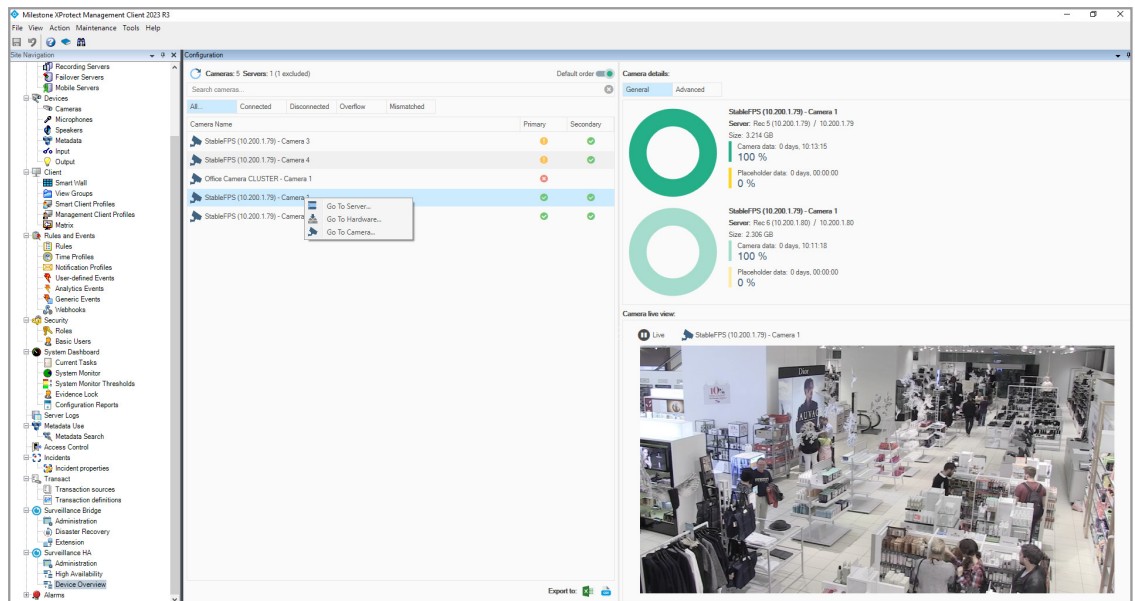 Milestone XProtect Management Client 2023 R3
File View Action Maintenance Tools Help
Site Navigation
Recording Servers
Failover Servers
Mobile Servers
Devices
Cameras
Microphones
Speakers
Metadata
Input
Output
Client
Smart Wall
View Groups
Smart Client Profiles
Management Client Profiles
Matrix
Rules and Events
Rules
Time Profiles
Notification Profiles
User-defined Events
Analytics Events
Generic Events
Webhooks
Security
Roles
Basic Users
System Dashboard
Current Tasks
System Monitor
System Monitor Thresholds
Evidence Lock
Configuration Reports
Server Logs
Metadata Use
Metadata Search
Access Control
Incidents
Incident properties
Transact
Transaction sources
Transaction definitions
Surveillance Bridge
Administration
Disaster Recovery
Extension
Surveillance HA
Administration
High Availability
Device Overview
Alarms
Configuration
Cameras: 5 Servers: 1 (1 excluded) Default order
Search cameras...
All... Connected Disconnected Overflow Mismatched
Camera Name Primary Secondary
StableFPS (10.200.1.79) - Camera 3
StableFPS (10.200.1.79) - Camera 4
Office Camera CLUSTER - Camera 1
StableFPS (10.200.1.79) - Camera 1
StableFPS (10.200.1.79) - Camera
Go To Server...
Go To Hardware...
Go To Camera...
Export to:
Camera details:
General Advanced
StableFPS (10.200.1.79) - Camera 1
Server: Rec 5 (10.200.1.79) / 10.200.1.79
Size: 3.214 GB
Camera data: 0 days, 10:13:15
100 %
Placeholder data: 0 days, 00:00:00
0 %
StableFPS (10.200.1.79) - Camera 1
Server: Rec 6 (10.200.1.80) / 10.200.1.80
Size: 2.306 GB
Camera data: 0 days, 10:11:18
100 %
Placeholder data: 0 days, 00:00:00
0 %
Camera live view:
Live StableFPS (10.200.1.79) - Camera 1
Dior
10%